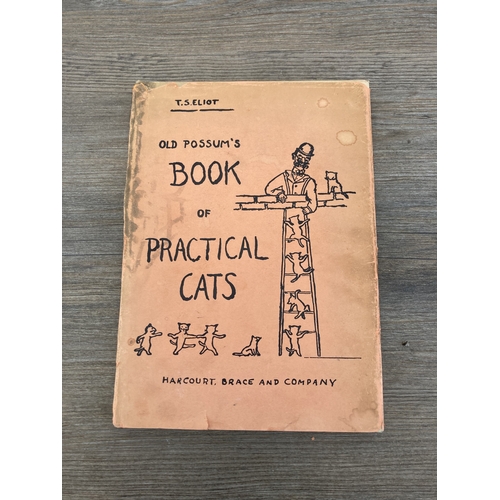 T.S.ELIOT
OLD POSSUM'S
BOOK
OF
PRACTICAL
CATS
HARCOURT, BRACE AND COMPANY